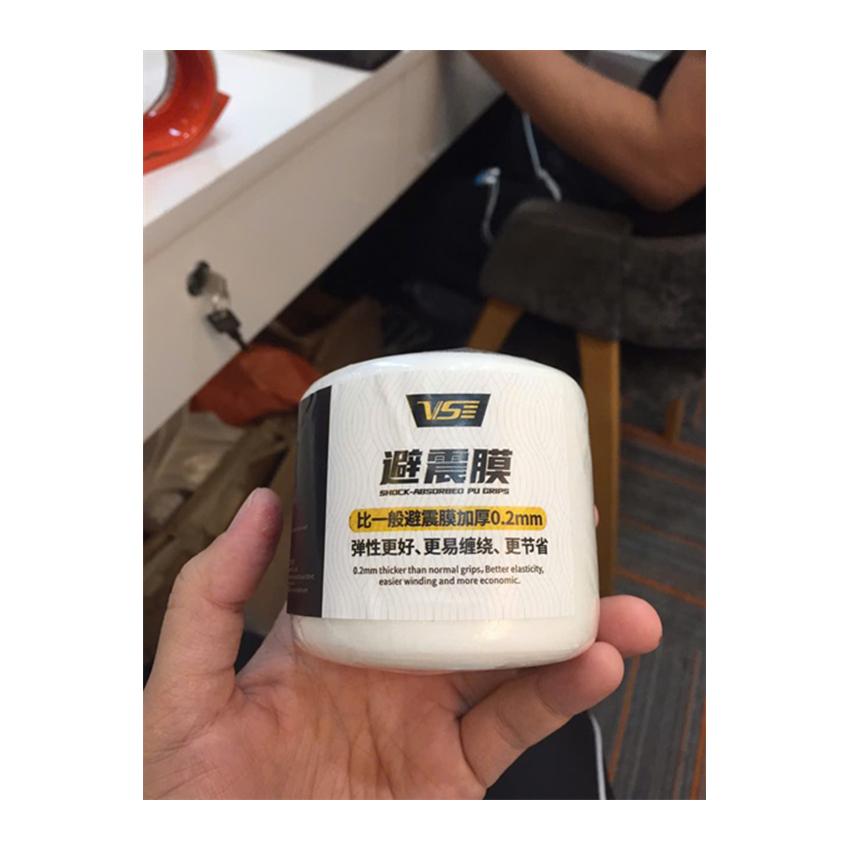 VSE
避震膜
SHOCK-ABSORBED PU GRIPS
比一般避震膜加厚0.2mm
弹性更好、更易缠绕、更节省
0.2mm thicker than normal grips, Better elasticity,
easier winding and more economic.